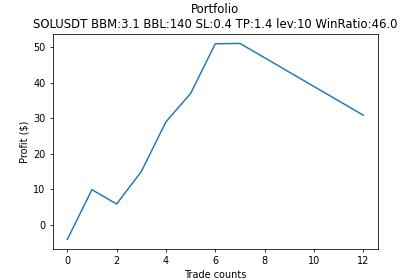 Portfolio
SOLUSDT BBM:3.1 BBL:140 SL:0.4 TP:1.4 lev:10 WinRatio:46.0
Profit ($)
50
40
30
20
10
0
0 2 4 6 8 10 12
Trade counts